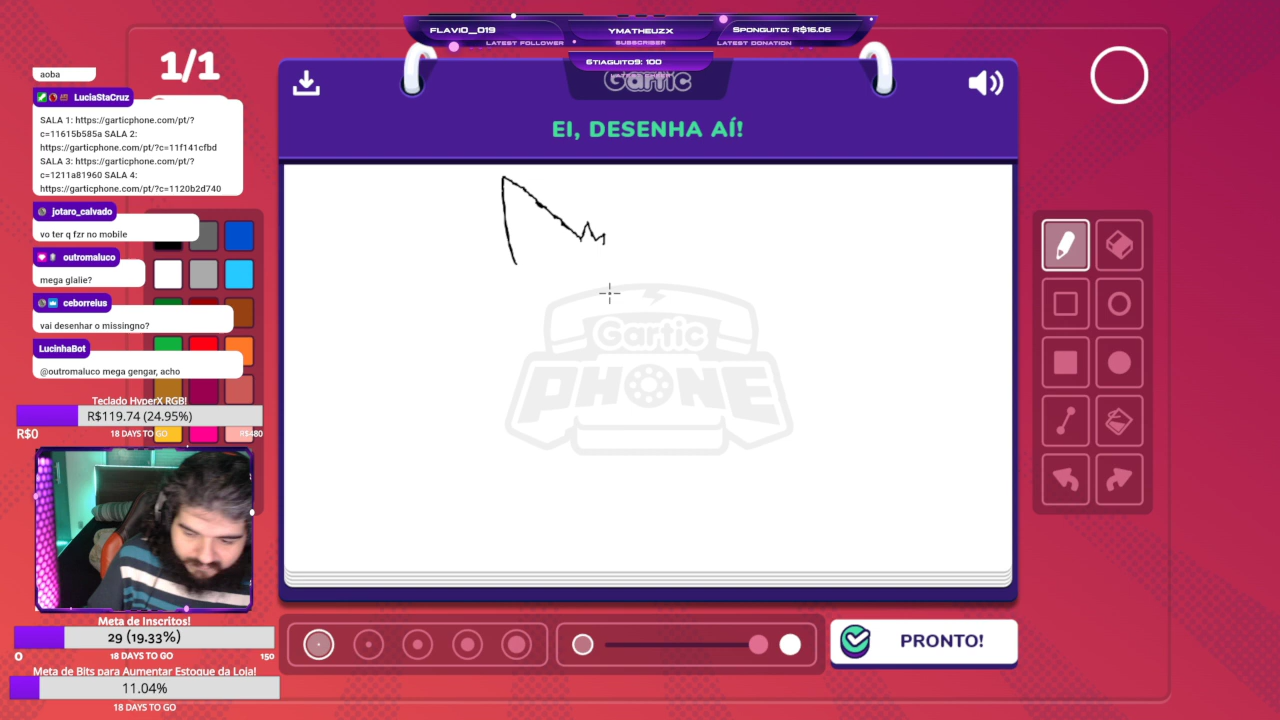 FLAVIO_019
LATEST FOLLOWER
YMATHEUZX
SUBSCRIBER
SPONGUITO: R$16.06
LATEST DONATION
6TIAGUITO9: 100
1/1
Gartic
EI, DESENHA AÍ!
aoba
LuciaStaCruz
SALA 1: https://garticphone.com/pt/?
c=11615b585a SALA 2:
https://garticphone.com/pt/?c=11f141cfbd
SALA 3: https://garticphone.com/pt/?
c=1211a81960 SALA 4:
https://garticphone.com/pt/?c=1120b2d740
jotaro_calvado
vo ter q fzr no mobile
outromaluco
mega glalie?
ceborreius
vai desenhar o missingno?
LucinhaBot
@outromaluco mega gengar, acho
Teclado HyperX RGB!
R$119.74 (24.95%)
R$0
18 DAYS TO GO
R$480
Gartic
PHONE
Meta de Inscritos!
29 (19.33%)
0
18 DAYS TO GO
150
Meta de Bits para Aumentar Estoque da Loja!
11.04%
18 DAYS TO GO
PRONTO!